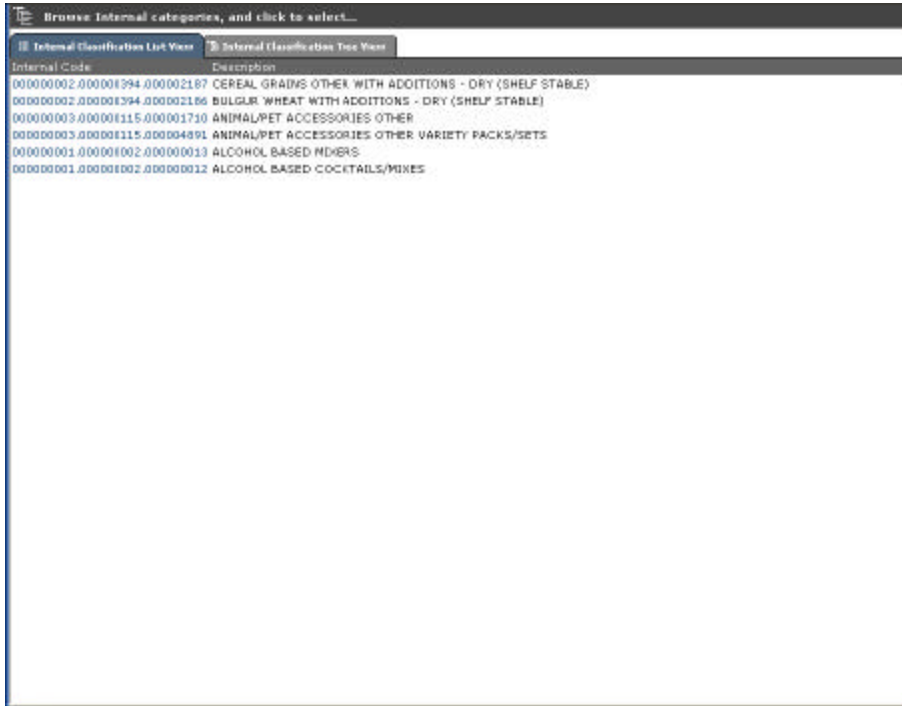 Browse Internal categories, and click to select...
Internal Classification List View Internal Classification Tree View
Internal Code Description
000000002.000000394.000002187 CEREAL GRAINS OTHER WITH ADDITIONS - DRY (SHELF STABLE)
000000002.000000394.000002186 BULGUR WHEAT WITH ADDITIONS - DRY (SHELF STABLE)
000000003.000000115.000001710 ANIMAL/PET ACCESSORIES OTHER
000000003.000000115.000004891 ANIMAL/PET ACCESSORIES OTHER VARIETY PACKS/SETS
000000001.000000002.000000013 ALCOHOL BASED MIXERS
000000001.000000002.000000012 ALCOHOL BASED COCKTAILS/MIXES